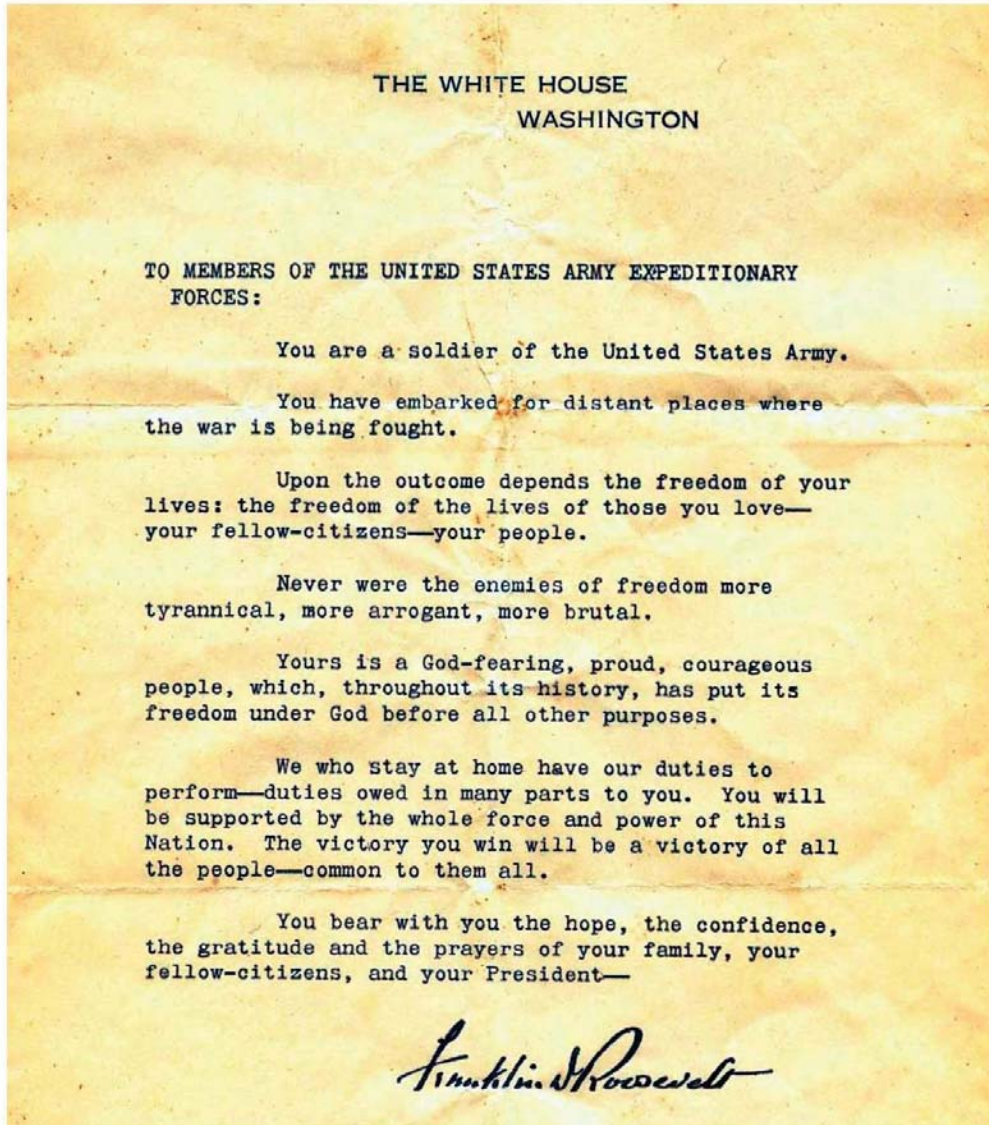 THE WHITE HOUSE
WASHINGTON
TO MEMBERS OF THE UNITED STATES ARMY EXPEDITIONARY
FORCES:
You are a soldier of the United States Army.
You have embarked for distant places where
the war is being fought.
Upon the outcome depends the freedom of your
lives: the freedom of the lives of those you love—
your fellow-citizens—your people.
Never were the enemies of freedom more
tyrannical, more arrogant, more brutal.
Yours is a God-fearing, proud, courageous
people, which, throughout its history, has put its
freedom under God before all other purposes.
We who stay at home have our duties to
perform—duties owed in many parts to you. You will
be supported by the whole force and power of this
Nation. The victory you win will be a victory of all
the people—common to them all.
You bear with you the hope, the confidence,
the gratitude and the prayers of your family, your
fellow-citizens, and your President—
Franklin D Roosevelt